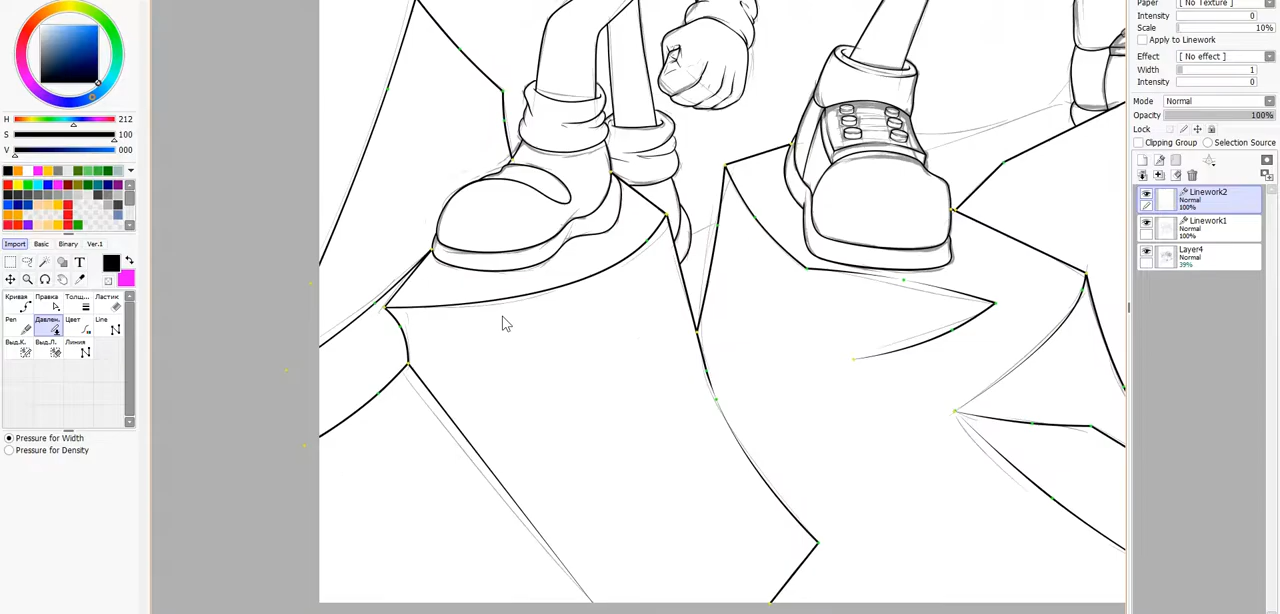 H 212
S 100
V 000
Import Basic Binary Ver.1
T
Кривая Правка Толщ... Ластик
Pen Давлен. Цвет Line
Выд.К. Выд.Л. Линия
Pressure for Width
Pressure for Density
Paper [ No Texture ]
Intensity 0
Scale 10%
Apply to Linework
Effect [ No effect ]
Width 1
Intensity 0
Mode Normal
Opacity 100%
Lock
Clipping Group Selection Source
Linework2
Normal
100%
Linework1
Normal
100%
Layer4
39%